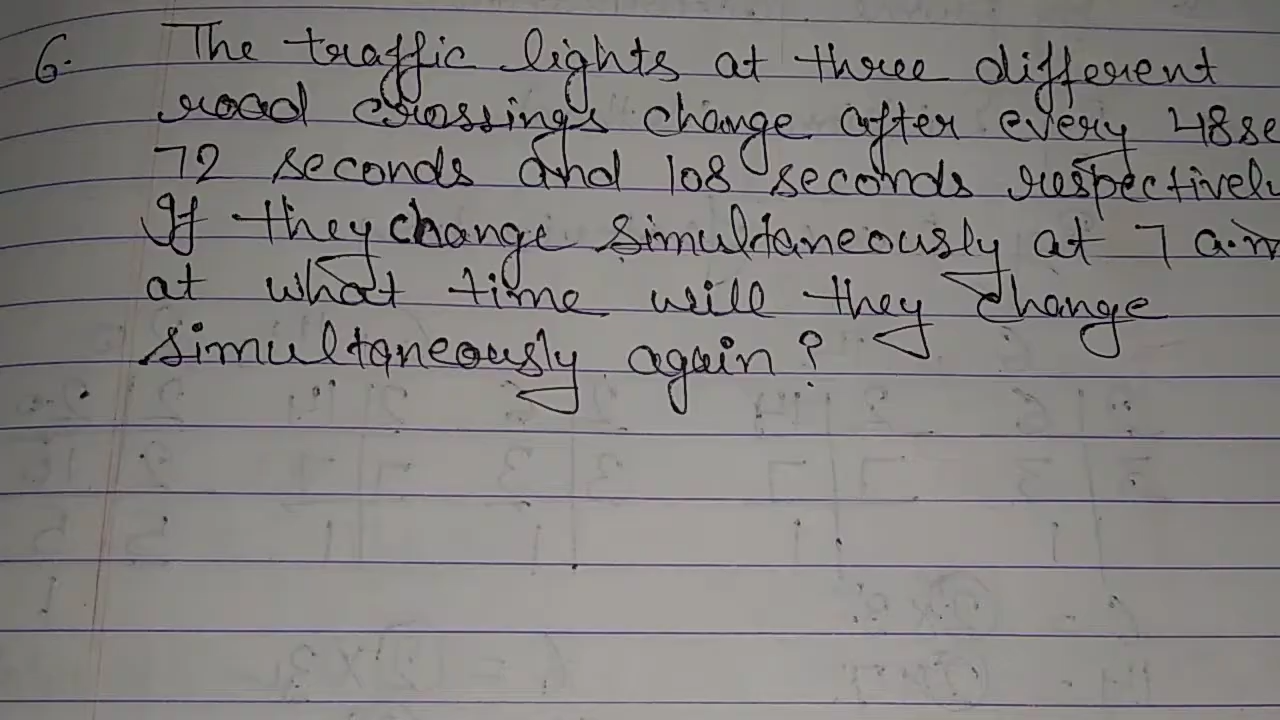 6. The traffic lights at three different
road crossings change after every 48se
72 seconds and 108 seconds respectively
If they change simultaneously at 7 a.m
at what time will they change
simultaneously again?